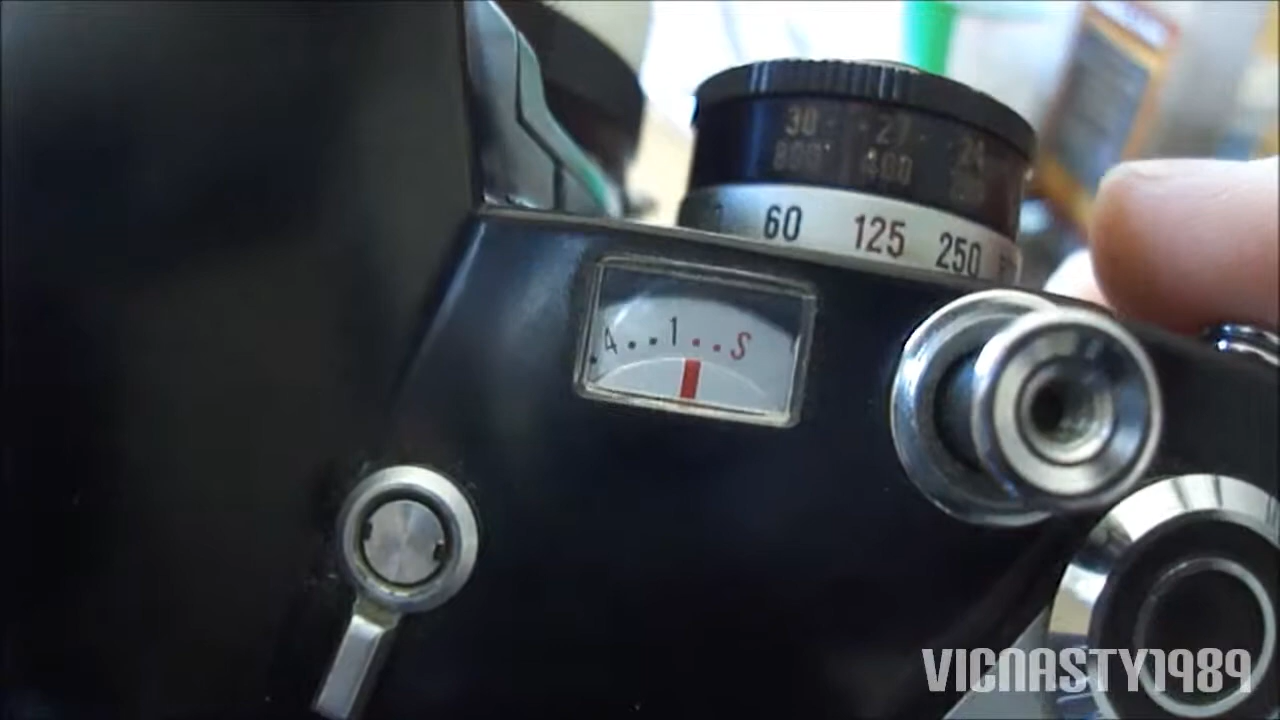 30 · 27 · 24
800 400
60 125 250
4 . . 1 . . S
VICNASTY1989